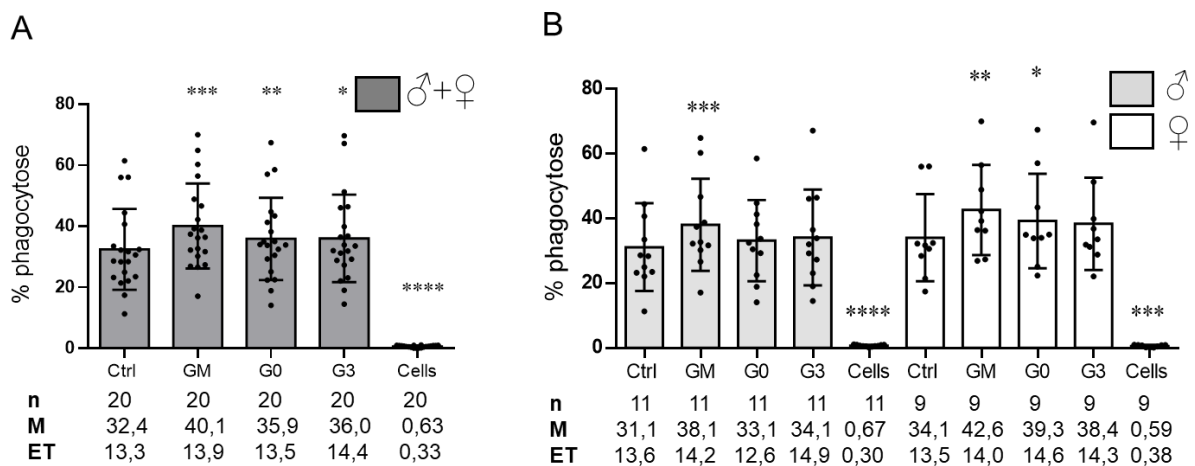 A
♂+♀
*** ** * ****
% phagocytose
80
60
40
20
0
Ctrl GM G0 G3 Cells
n 20 20 20 20 20
M 32,4 40,1 35,9 36,0 0,63
ET 13,3 13,9 13,5 14,4 0,33
B
♂
♀
*** **** ** * ***
% phagocytose
80
60
40
20
0
Ctrl GM G0 G3 Cells Ctrl GM G0 G3 Cells
n 11 11 11 11 11 9 9 9 9 9
M 31,1 38,1 33,1 34,1 0,67 34,1 42,6 39,3 38,4 0,59
ET 13,6 14,2 12,6 14,9 0,30 13,5 14,0 14,6 14,3 0,38